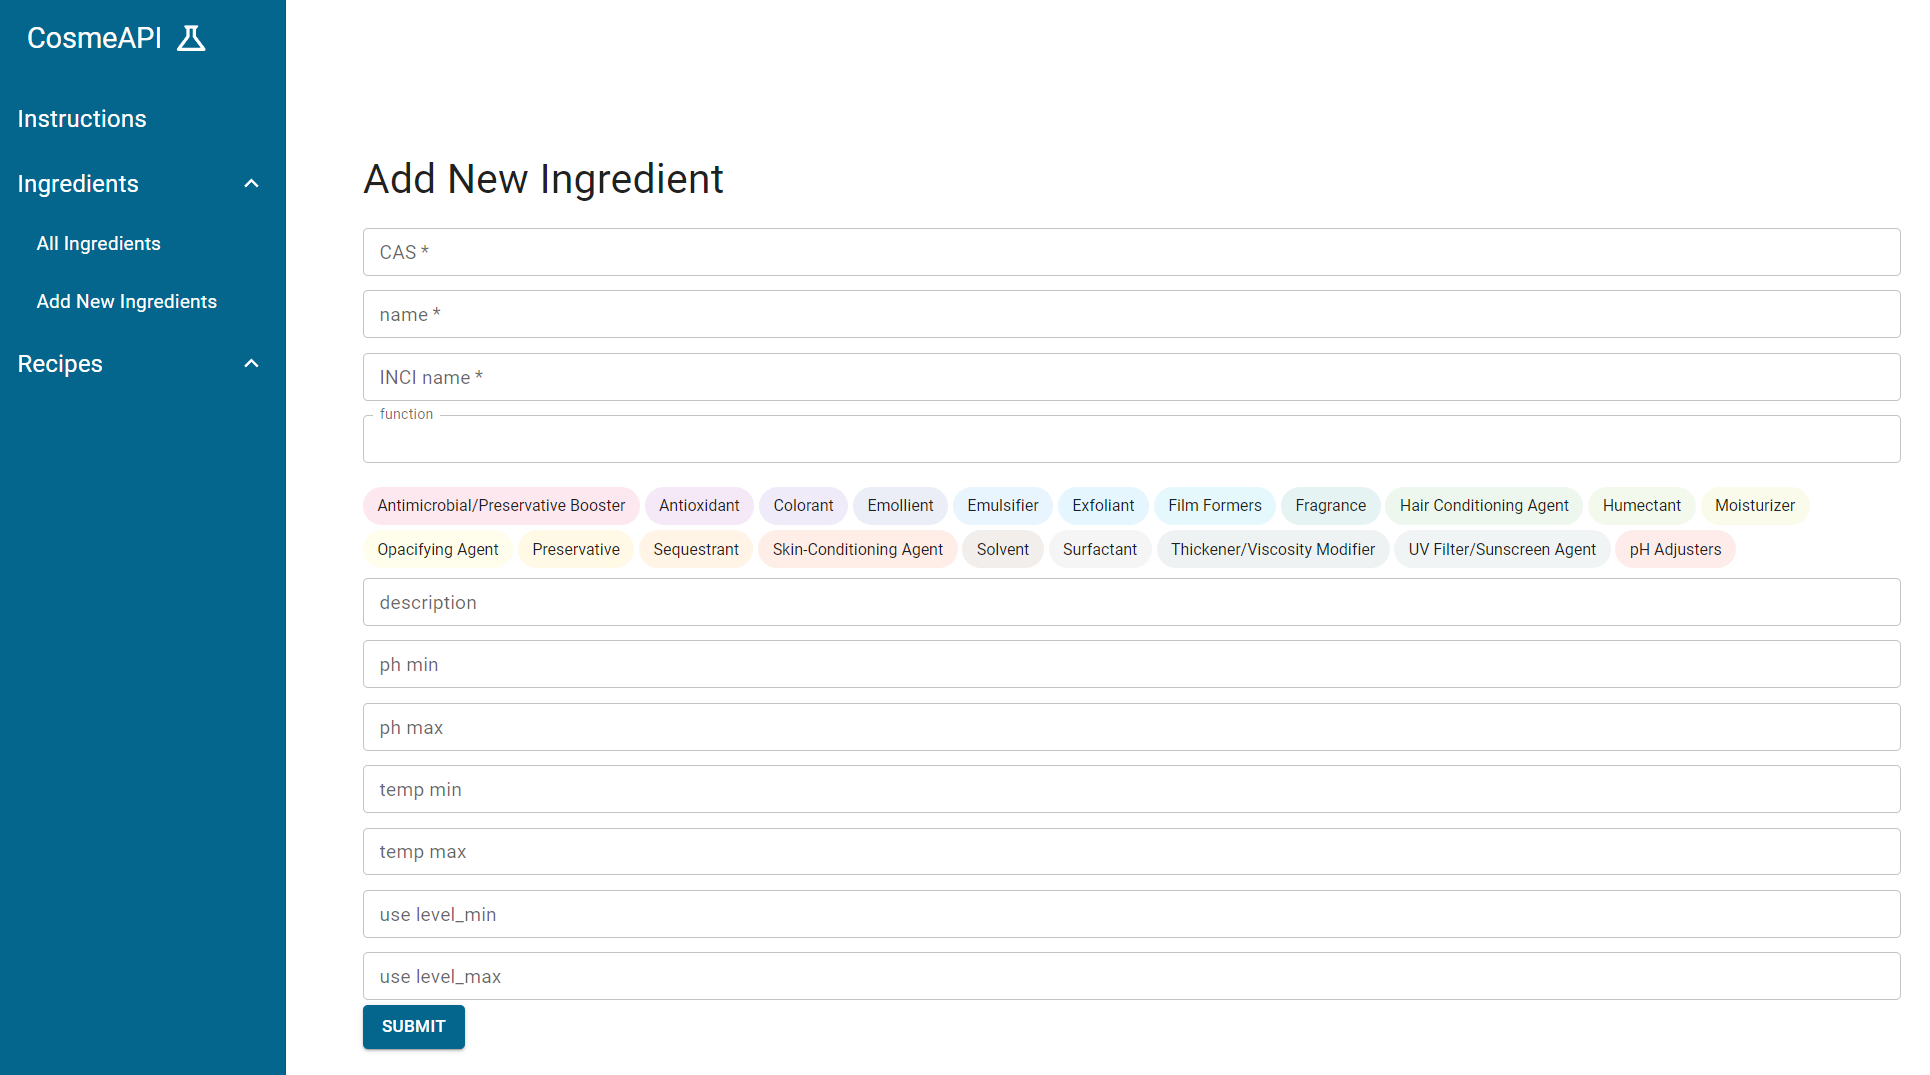 CosmeAPI
Instructions
Ingredients
All Ingredients
Add New Ingredients
Recipes
Add New Ingredient
CAS *
name *
INCI name *
function
Antimicrobial/Preservative Booster Antioxidant Colorant Emollient Emulsifier Exfoliant Film Formers Fragrance Hair Conditioning Agent Humectant Moisturizer
Opacifying Agent Preservative Sequestrant Skin-Conditioning Agent Solvent Surfactant Thickener/Viscosity Modifier UV Filter/Sunscreen Agent pH Adjusters
description
ph min
ph max
temp min
temp max
use level_min
use level_max
SUBMIT